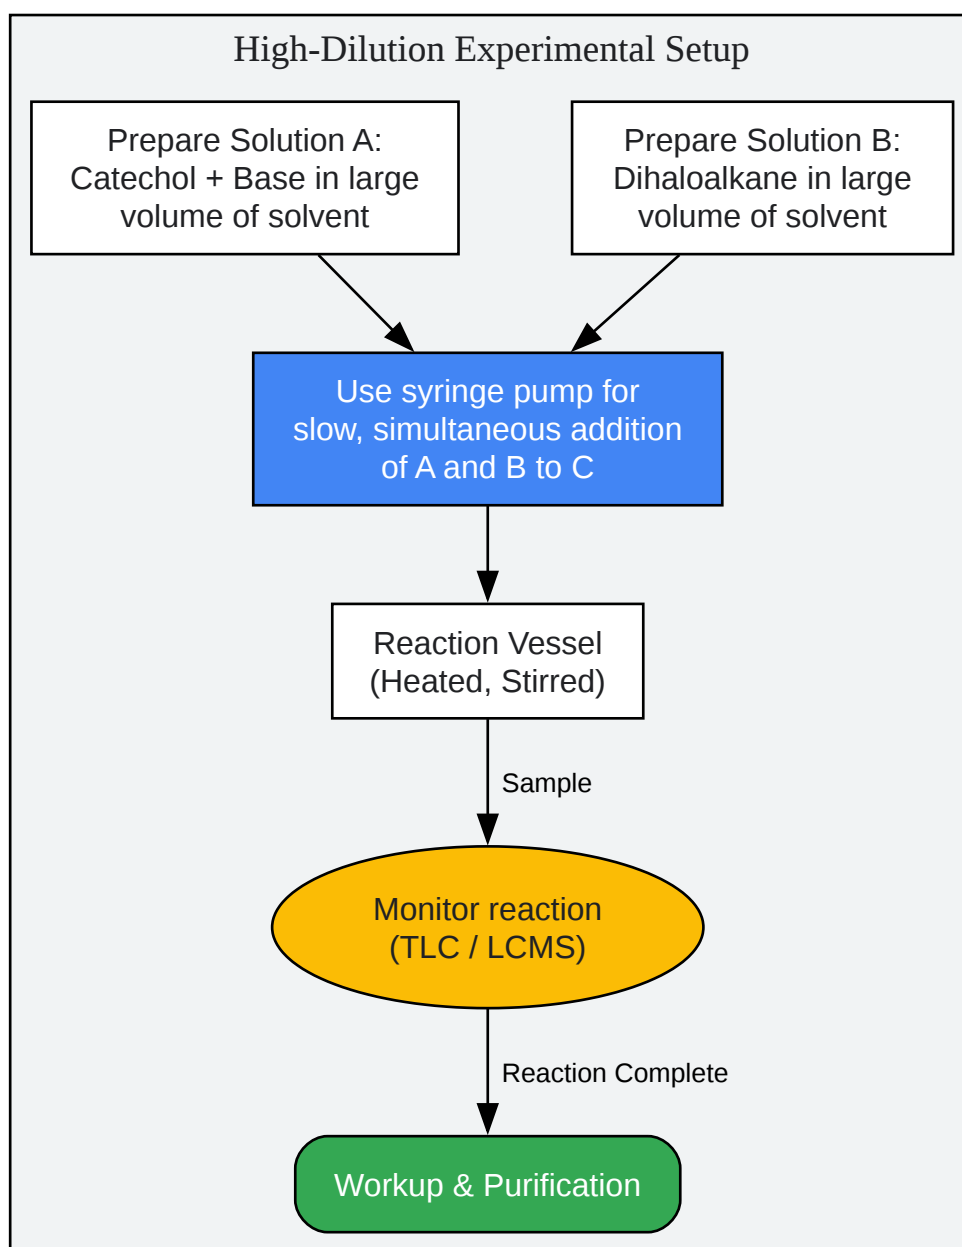 High-Dilution Experimental Setup
Prepare Solution A:
Catechol + Base in large
volume of solvent
Prepare Solution B:
Dihaloalkane in large
volume of solvent
Use syringe pump for
slow, simultaneous addition
of A and B to C
Reaction Vessel
(Heated, Stirred)
Sample
Monitor reaction
(TLC / LCMS)
Reaction Complete
Workup & Purification